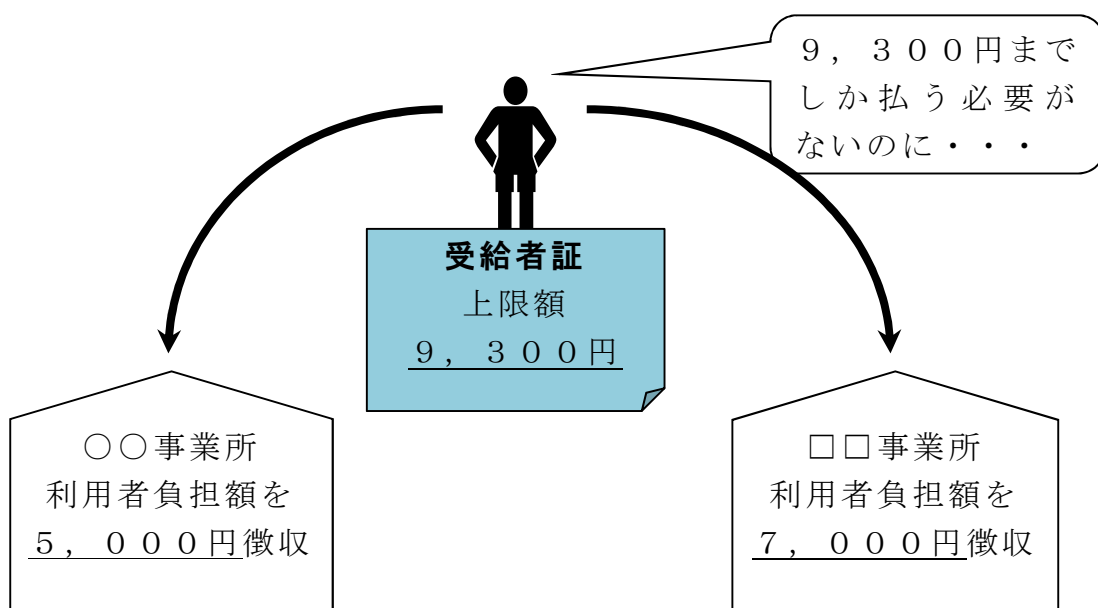 ９，３００円まで
しか払う必要が
ないのに・・・
受給者証
上限額
９，３００円
○○事業所
利用者負担額を
５，０００円徴収
□□事業所
利用者負担額を
７，０００円徴収